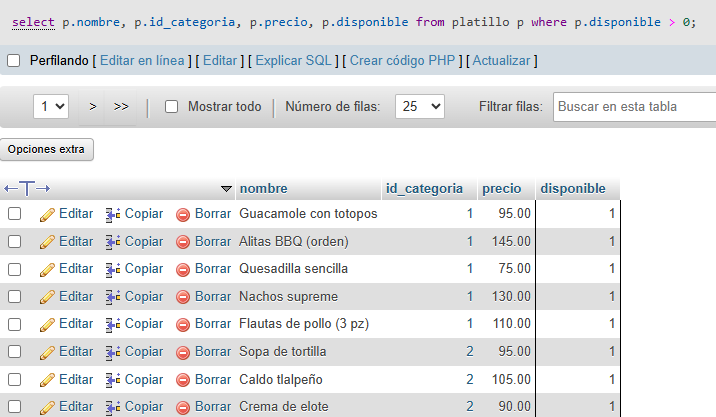 select p.nombre, p.id_categoria, p.precio, p.disponible from platillo p where p.disponible > 0;
Perfilando [ Editar en línea ] [ Editar ] [ Explicar SQL ] [ Crear código PHP ] [ Actualizar ]
1 > >> Mostrar todo Número de filas: 25 Filtrar filas: Buscar en esta tabla
Opciones extra
nombre id_categoria precio disponible
Editar Copiar Borrar Guacamole con totopos 1 95.00 1
Editar Copiar Borrar Alitas BBQ (orden) 1 145.00 1
Editar Copiar Borrar Quesadilla sencilla 1 75.00 1
Editar Copiar Borrar Nachos supreme 1 130.00 1
Editar Copiar Borrar Flautas de pollo (3 pz) 1 110.00 1
Editar Copiar Borrar Sopa de tortilla 2 95.00 1
Editar Copiar Borrar Caldo tlalpeño 2 105.00 1
Editar Copiar Borrar Crema de elote 2 90.00 1